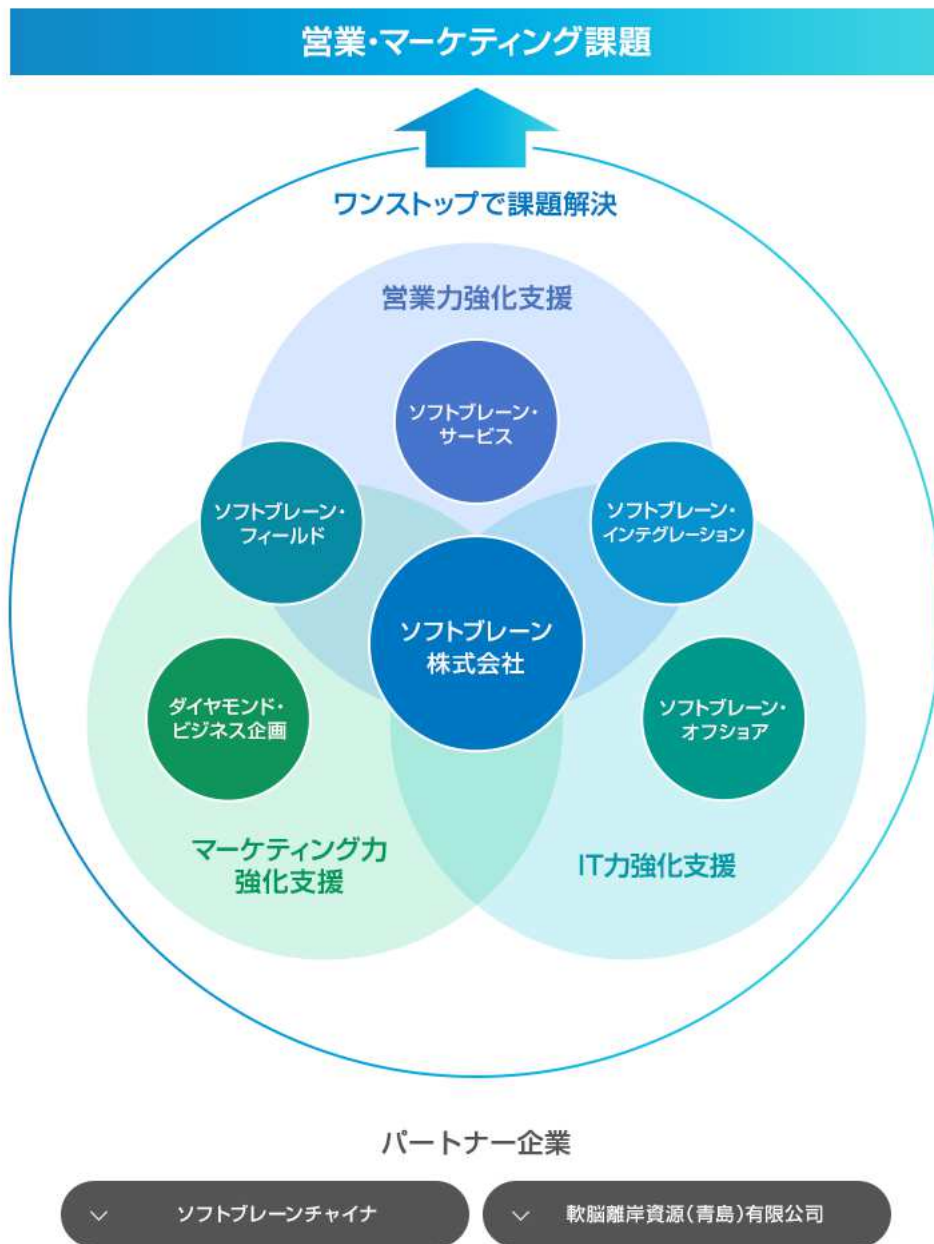 営業・マーケティング課題
ワンストップで課題解決
営業力強化支援
ソフトブレーン・
サービス
ソフトブレーン・
フィールド
ソフトブレーン・
インテグレーション
ソフトブレーン
株式会社
ダイヤモンド・
ビジネス企画
ソフトブレーン・
オフショア
マーケティング力
強化支援
IT力強化支援
パートナー企業
ソフトブレーンチャイナ
軟脳離岸資源(青島)有限公司